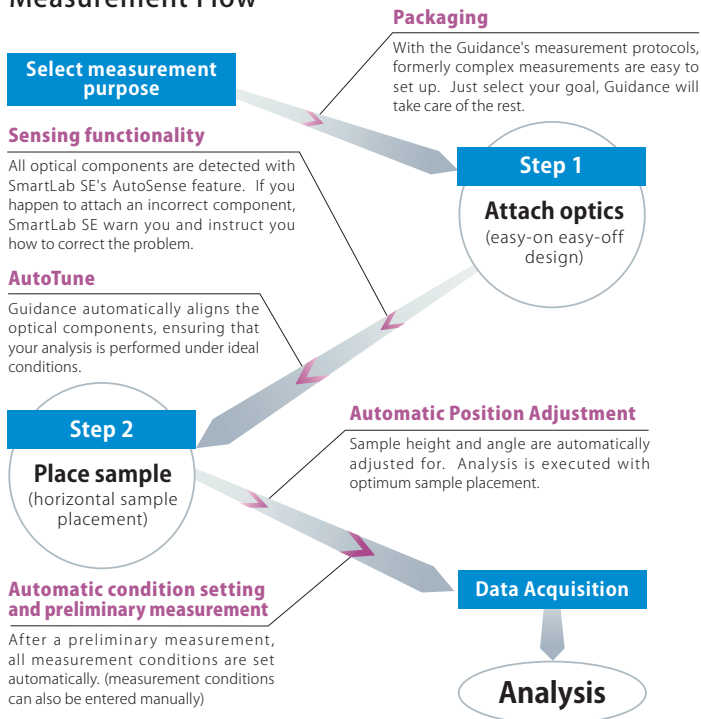 Measurement Flow
Select measurement
purpose
Packaging
With the Guidance's measurement protocols,
formerly complex measurements are easy to
set up. Just select your goal, Guidance will
take care of the rest.
Sensing functionality
All optical components are detected with
SmartLab SE's AutoSense feature. If you
happen to attach an incorrect component,
SmartLab SE warn you and instruct you
how to correct the problem.
Step 1
Attach optics
(easy-on easy-off
design)
AutoTune
Guidance automatically aligns the
optical components, ensuring that
your analysis is performed under ideal
conditions.
Step 2
Place sample
(horizontal sample
placement)
Automatic Position Adjustment
Sample height and angle are automatically
adjusted for. Analysis is executed with
optimum sample placement.
Automatic condition setting
and preliminary measurement
After a preliminary measurement,
all measurement conditions are set
automatically. (measurement conditions
can also be entered manually)
Data Acquisition
Analysis